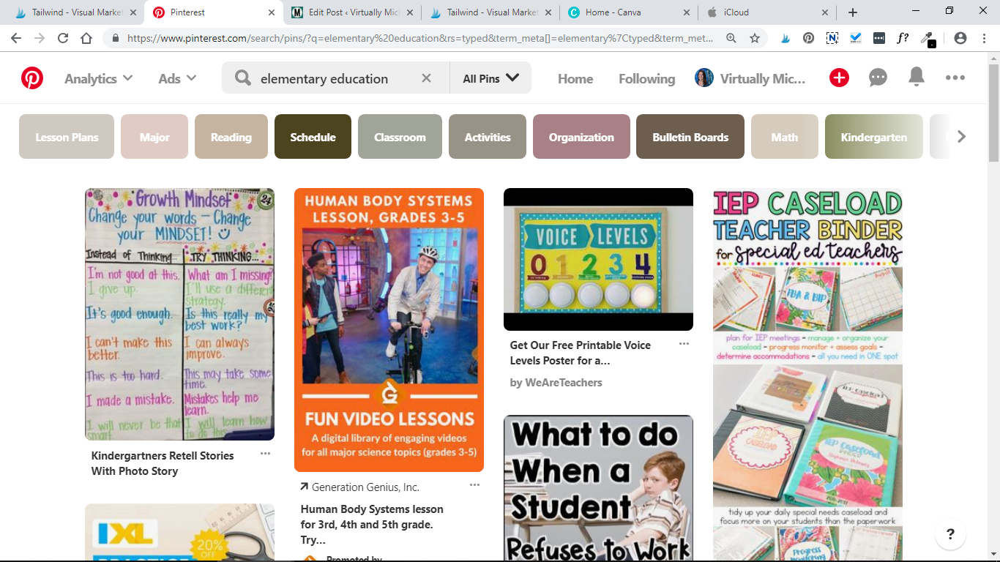 Tailwind - Visual Market
Pinterest
Edit Post ‹ Virtually Mich
Tailwind - Visual Market
Home - Canva
iCloud
https://www.pinterest.com/search/pins/?q=elementary%20education&rs=typed&term_meta[]=elementary%7Ctyped&term_met...
f?
Analytics
Ads
elementary education
All Pins
Home
Following
Virtually Mic...
Lesson Plans
Major
Reading
Schedule
Classroom
Activities
Organization
Bulletin Boards
Math
Kindergarten
Growth Mindset
24
Change your words – Change
your MINDSET!
Instead of Thinking...
TRY THINKING...
I'm not good at this.
What am I missing?
I give up.
I'll use a different
strategy.
It's good enough.
Is this really my
best work?
I can't make this
better.
I can always
improve.
This is too hard.
This may take some
time.
I made a mistake.
Mistakes help me
learn.
I will never be that
smart.
I will learn how
to do this
Kindergartners Retell Stories
With Photo Story
IXL
20%
OFF
PRACTICE
HUMAN BODY SYSTEMS
LESSON, GRADES 3-5
G
FUN VIDEO LESSONS
A digital library of engaging videos
for all major science topics (grades 3-5)
Generation Genius, Inc.
Human Body Systems lesson
for 3rd, 4th and 5th grade.
Try...
Promoted by
VOICE LEVELS
0 1 2 3 4
Get Our Free Printable Voice
Levels Poster for a...
by WeAreTeachers
What to do
When a
Student
Refuses to Work
IEP CASELOAD
TEACHER BINDER
for special ed teachers
FBA & BIP
plan for IEP meetings - manage + organize your
caseload - progress monitor + assess goals -
determine accommodations - all you need in ONE spot
IEP Caseload
IEP
CASELOAD
IEP Caseload
BINDER
2016-2017
tidy up your daily special needs caseload and
focus more on your students than the paperwork
Progress
Monitoring
?